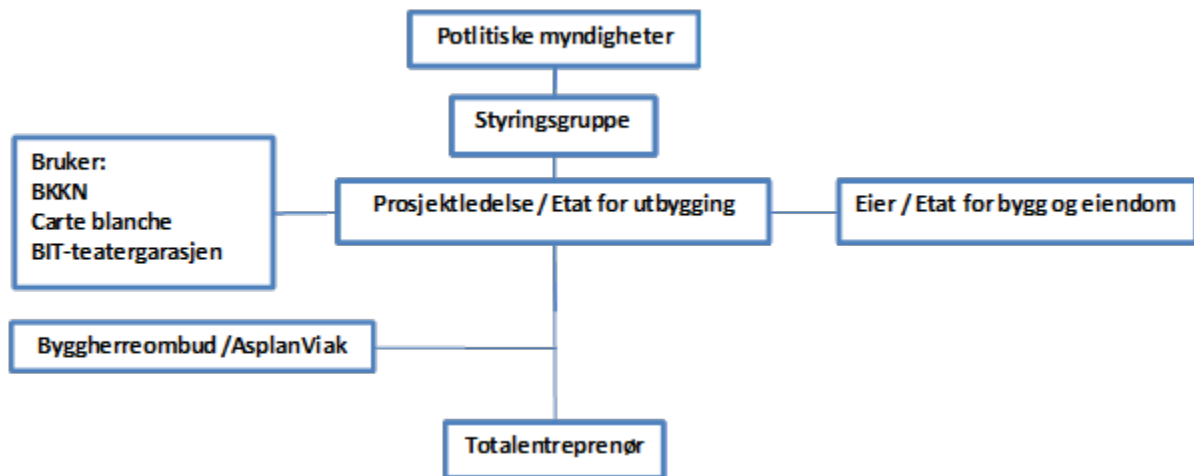 Potlitiske myndigheter
Styringsgruppe
Bruker:
BKKN
Carte blanche
BIT-teatergarasjen
Prosjektledelse / Etat for utbygging
Eier / Etat for bygg og eiendom
Byggherreombud /AsplanViak
Totalentreprenør